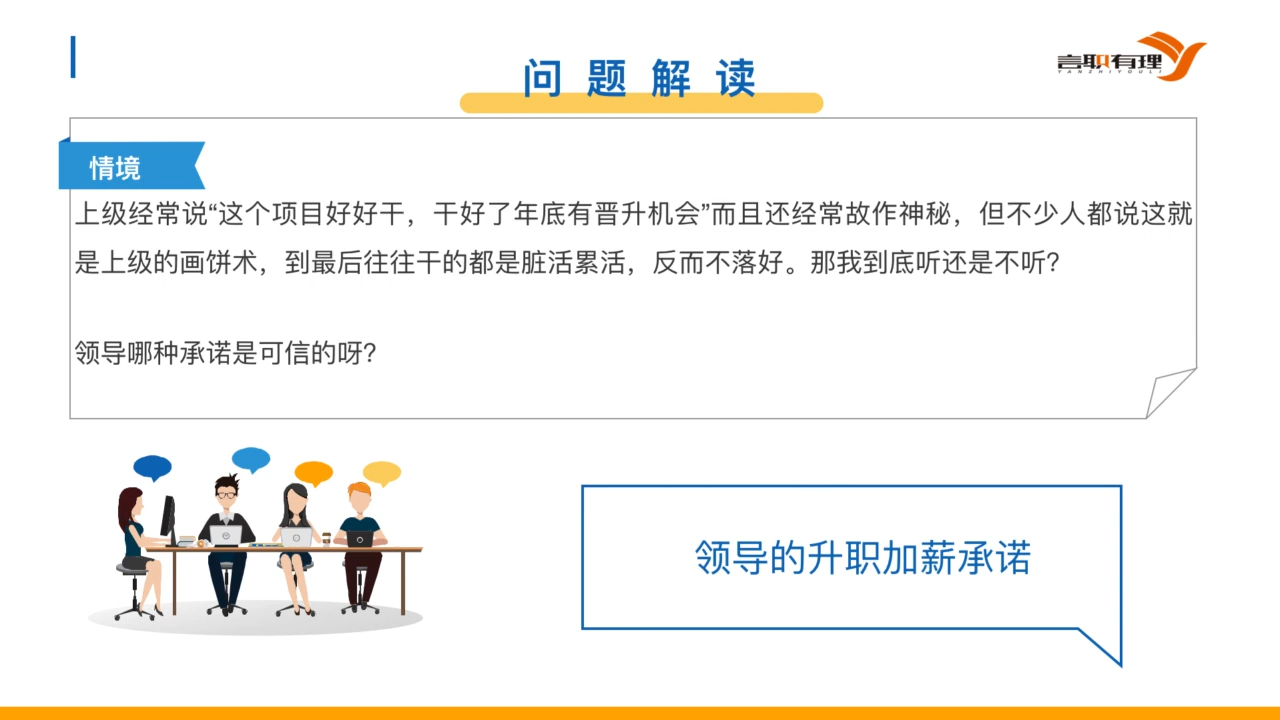 问题解读
言职有理
YANZHIYOULI
情境
上级经常说“这个项目好好干，干好了年底有晋升机会”而且还经常故作神秘，但不少人都说这就
是上级的画饼术，到最后往往干的都是脏活累活，反而不落好。那我到底听还是不听？
领导哪种承诺是可信的呀？
领导的升职加薪承诺